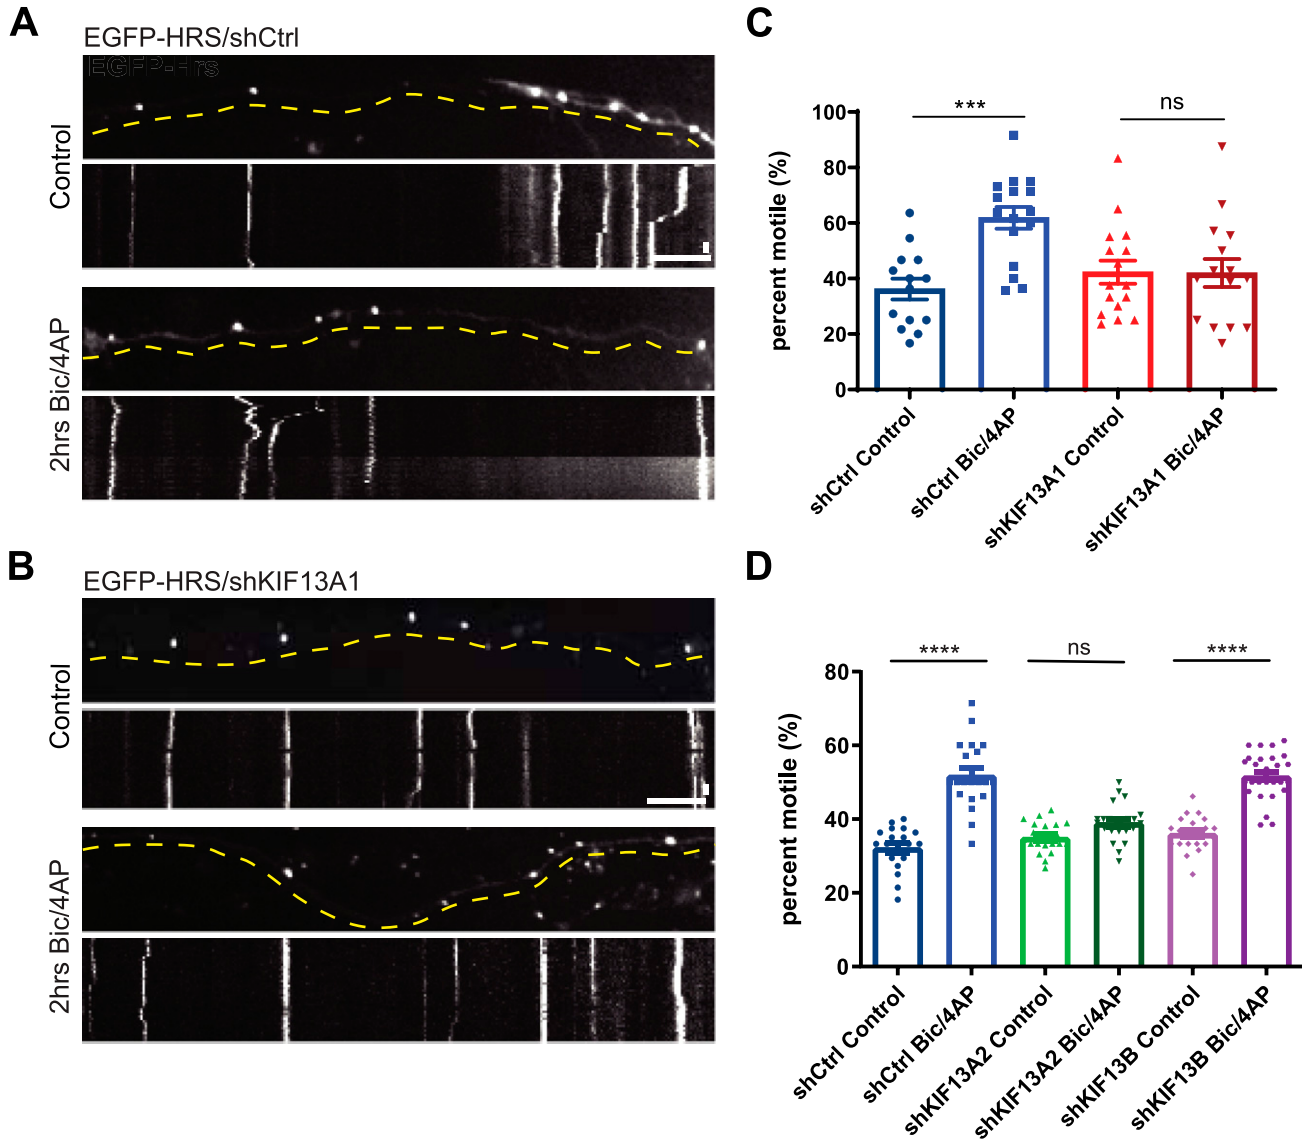 A
EGFP-HRS/shCtrl
EGFP-Hrs
Control
2hrs Bic/4AP
B
EGFP-HRS/shKIF13A1
Control
2hrs Bic/4AP
C
percent motile (%)
100
80
60
40
20
0
***
ns
shCtrl Control
shCtrl Bic/4AP
shKIF13A1 Control
shKIF13A1 Bic/4AP
D
percent motile (%)
80
60
40
20
0
****
ns
****
shCtrl Control
shCtrl Bic/4AP
shKIF13A2 Control
shKIF13A2 Bic/4AP
shKIF13B Control
shKIF13B Bic/4AP